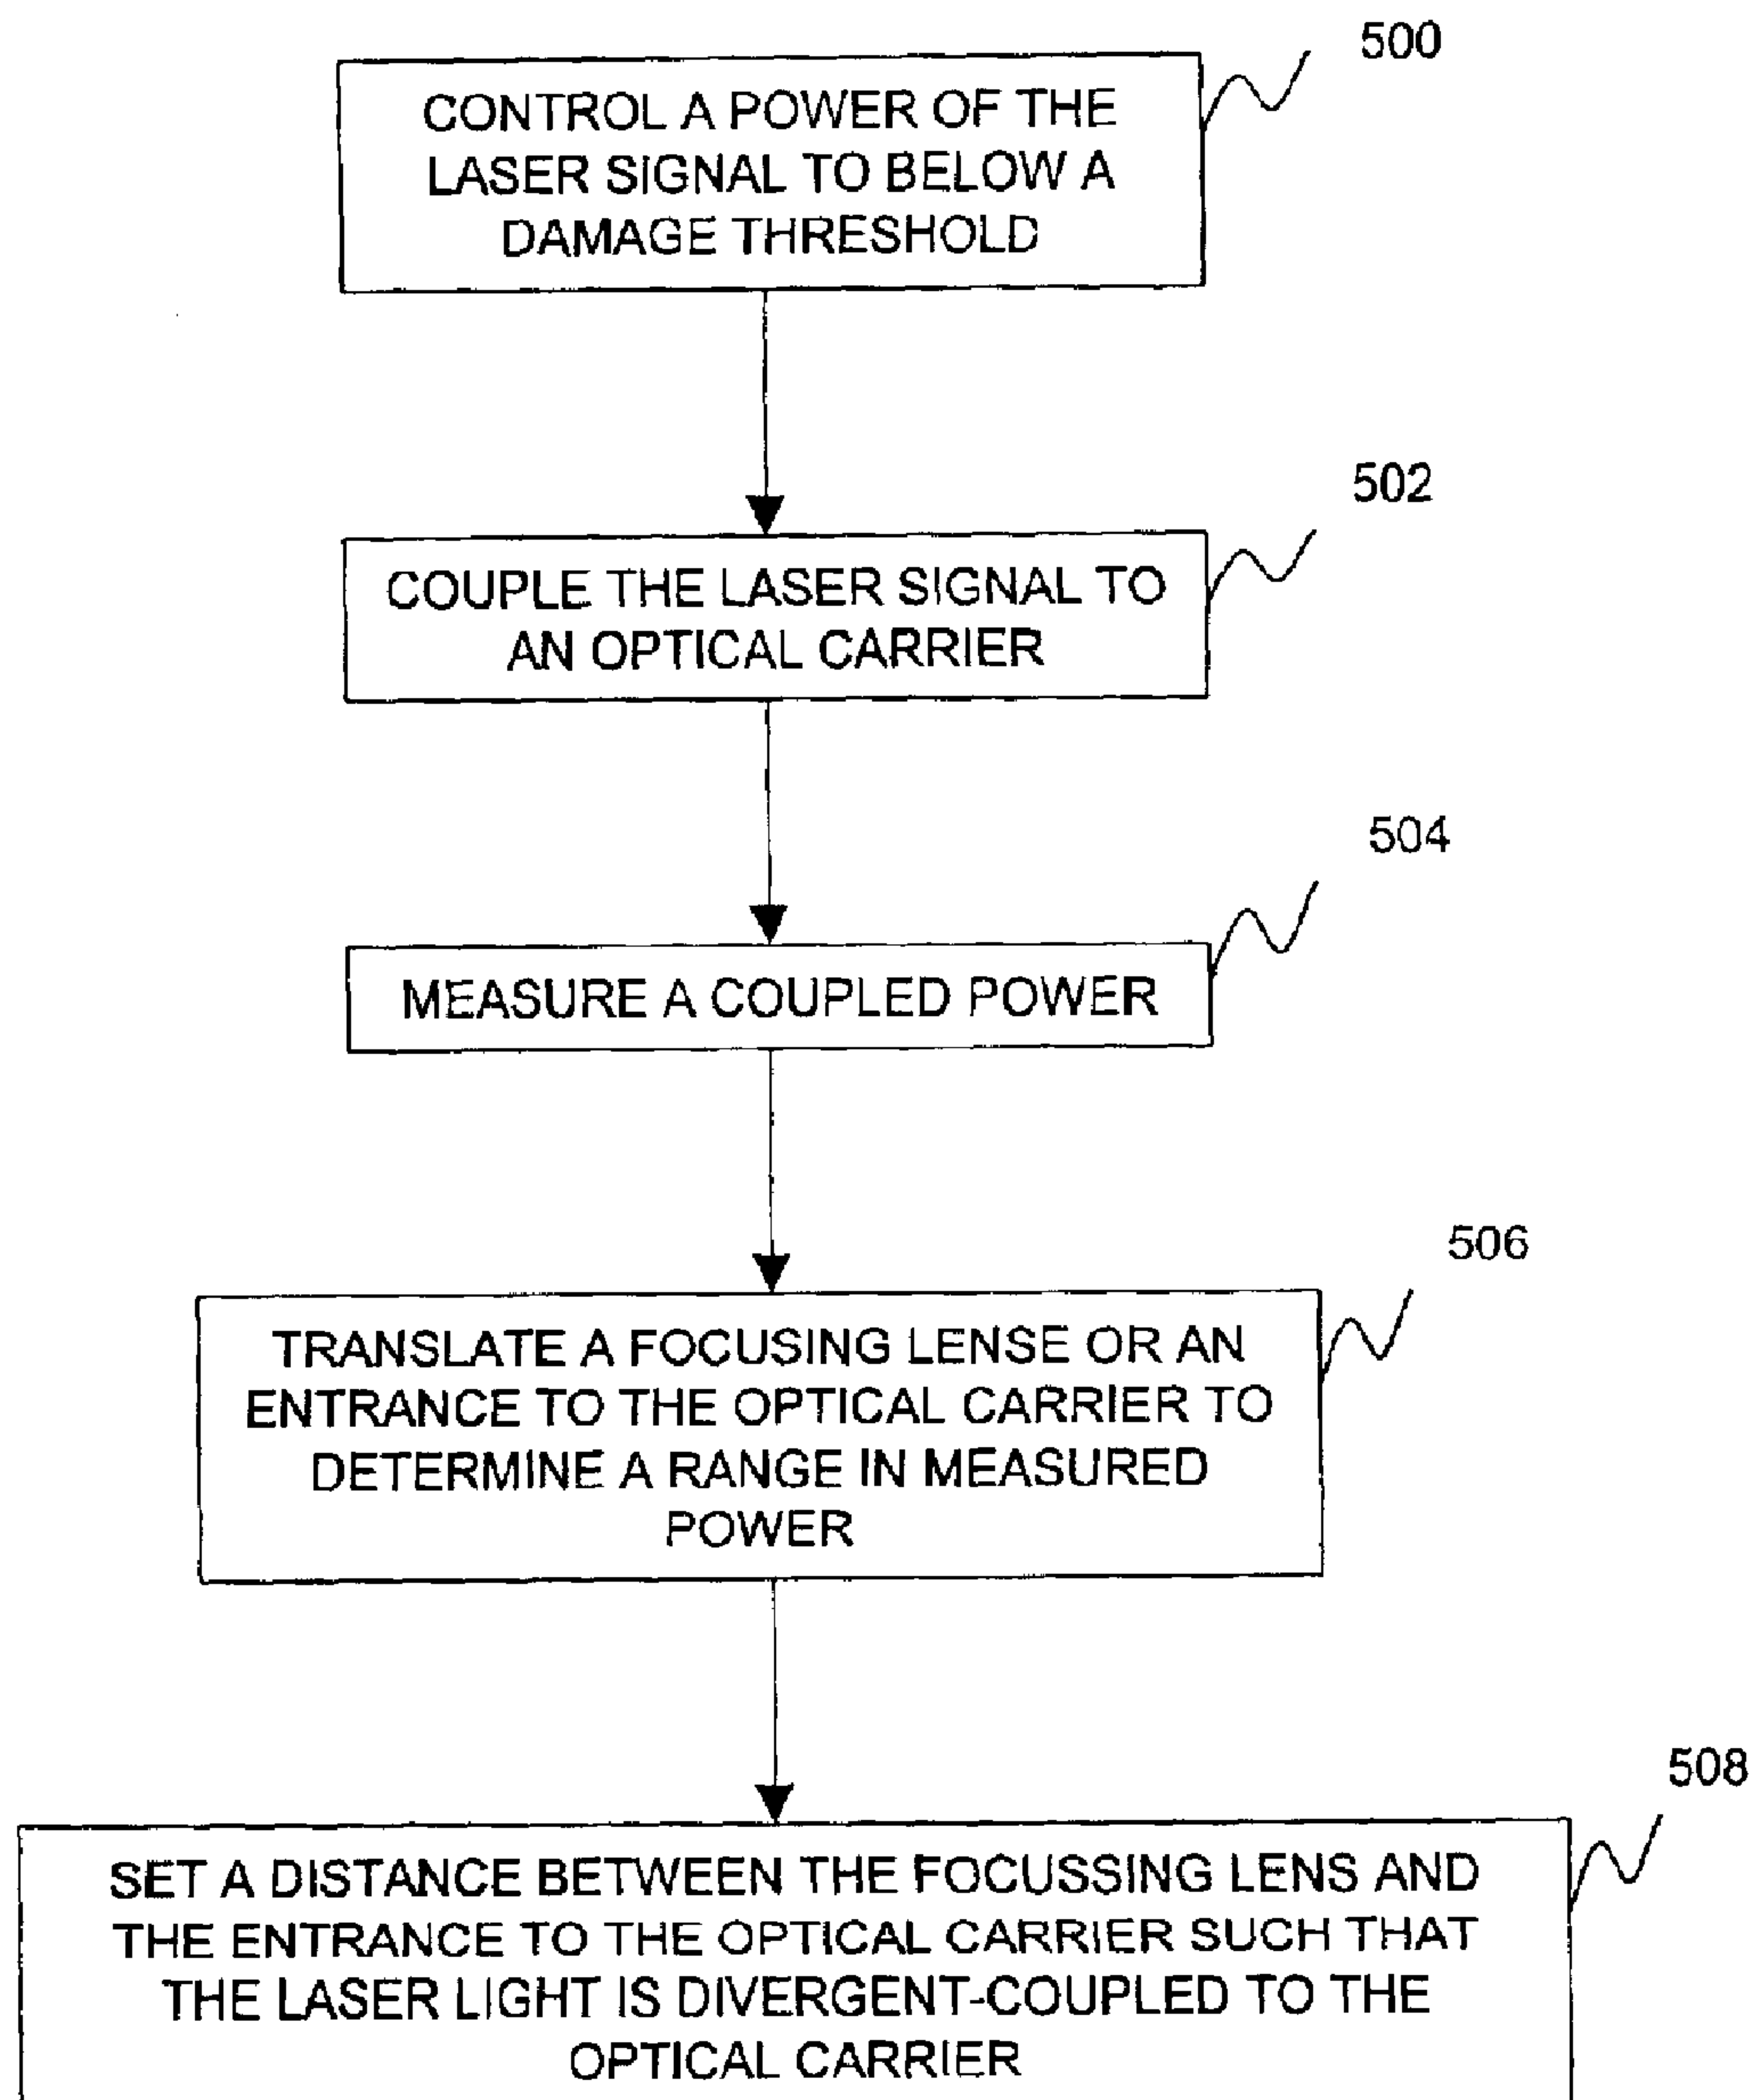 500
CONTROL A POWER OF THE
LASER SIGNAL TO BELOW A
DAMAGE THRESHOLD
502
COUPLE THE LASER SIGNAL TO
AN OPTICAL CARRIER
504
MEASURE A COUPLED POWER
506
TRANSLATE A FOCUSING LENSE OR AN
ENTRANCE TO THE OPTICAL CARRIER TO
DETERMINE A RANGE IN MEASURED
POWER
508
SET A DISTANCE BETWEEN THE FOCUSSING LENS AND
THE ENTRANCE TO THE OPTICAL CARRIER SUCH THAT
THE LASER LIGHT IS DIVERGENT-COUPLED TO THE
OPTICAL CARRIER